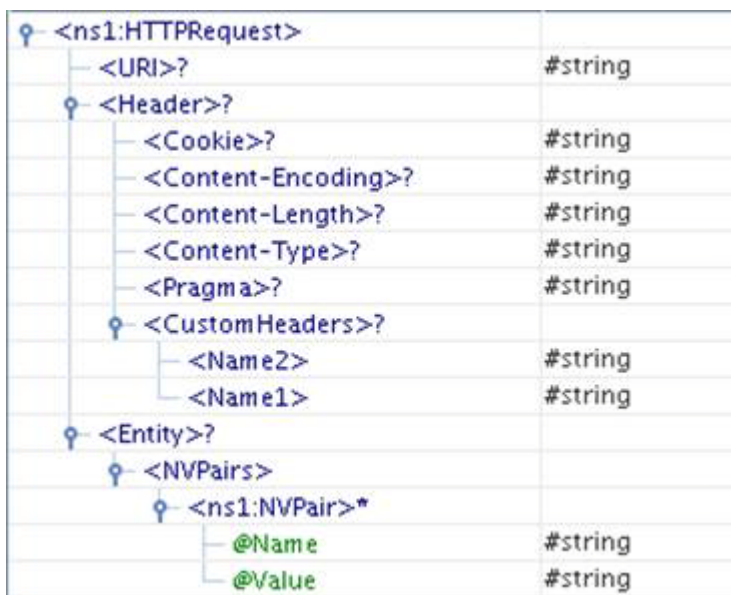 <ns1:HTTPRequest>
<URI>? #string
<Header>?
<Cookie>? #string
<Content-Encoding>? #string
<Content-Length>? #string
<Content-Type>? #string
<Pragma>? #string
<CustomHeaders>?
<Name2> #string
<Name1> #string
<Entity>?
<NVPairs>
<ns1:NVPair>*
@Name #string
@Value #string